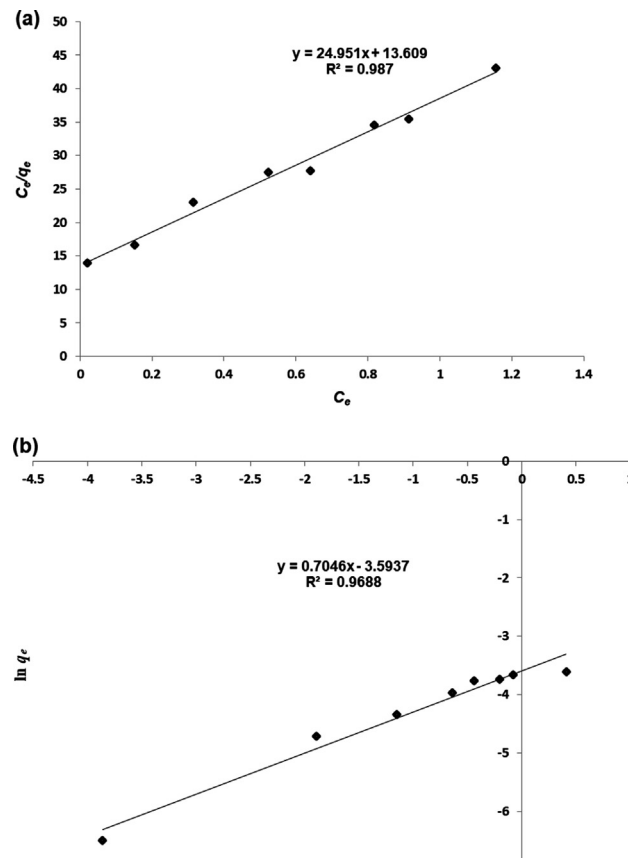 (a)
50
45
40
35
30
25
20
15
10
5
0
y = 24.951x + 13.609
R² = 0.987
Ce/qe
0 0.2 0.4 0.6 0.8 1 1.2 1.4
Ce
(b)
0
-4.5 -4 -3.5 -3 -2.5 -2 -1.5 -1 -0.5 0 0.5
-1
y = 0.7046x - 3.5937
R² = 0.9688
-2
-3
ln qe
-4
-5
-6